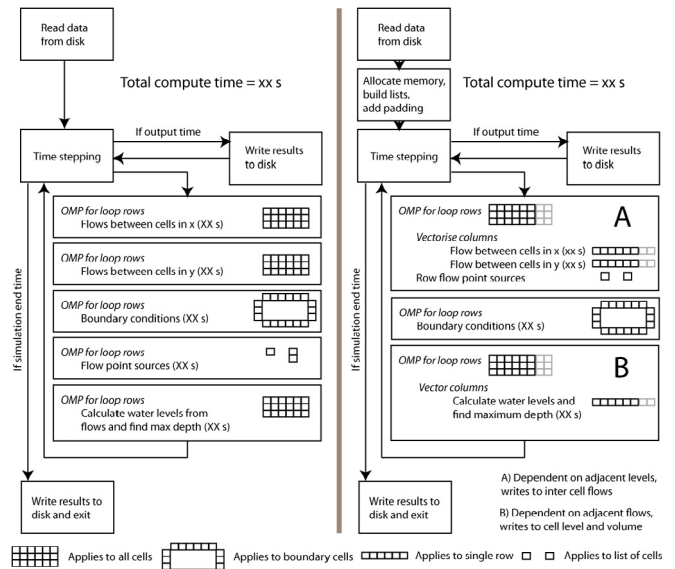 Read data
from disk
Total compute time = xx s
Time stepping
If output time
Write results
to disk
OMP for loop rows
Flows between cells in x (XX s)
OMP for loop rows
Flows between cells in y (XX s)
OMP for loop rows
Boundary conditions (XX s)
OMP for loop rows
Flow point sources (XX s)
OMP for loop rows
Calculate water levels from
flows and find max depth (XX s)
If simulation end time
Write results to
disk and exit
Read data
from disk
Allocate memory,
build lists,
add padding
Total compute time = xx s
Time stepping
If output time
Write results
to disk
OMP for loop rows
A
Vectorise columns
Flow between cells in x (xx s)
Flow between cells in y (xx s)
Row flow point sources
OMP for loop rows
Boundary conditions (XX s)
OMP for loop rows
B
Vector columns
Calculate water levels and
find maximum depth (XX s)
If simulation end time
Write results to
disk and exit
A) Dependent on adjacent levels,
writes to inter cell flows
B) Dependent on adjacent flows,
writes to cell level and volume
Applies to all cells
Applies to boundary cells
Applies to single row
Applies to list of cells